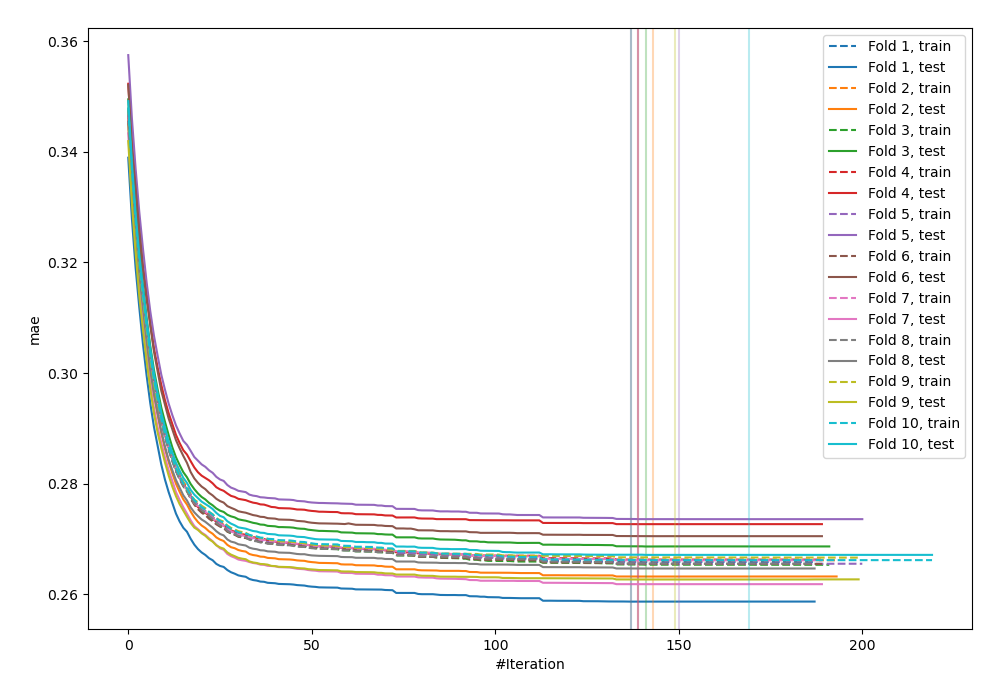 0.36
0.34
0.32
0.30
0.28
0.26
mae
0
50
100
150
200
#Iteration
Fold 1, train
Fold 1, test
Fold 2, train
Fold 2, test
Fold 3, train
Fold 3, test
Fold 4, train
Fold 4, test
Fold 5, train
Fold 5, test
Fold 6, train
Fold 6, test
Fold 7, train
Fold 7, test
Fold 8, train
Fold 8, test
Fold 9, train
Fold 9, test
Fold 10, train
Fold 10, test